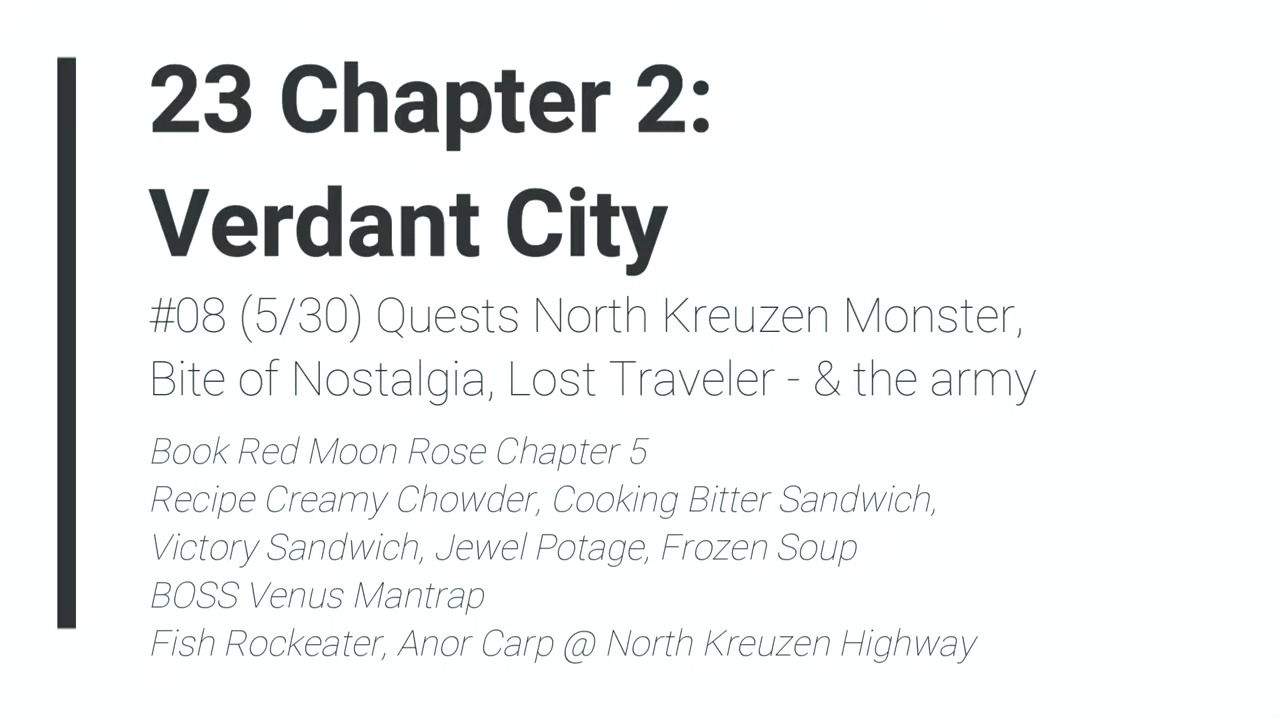 23 Chapter 2:
Verdant City
#08 (5/30) Quests North Kreuzen Monster,
Bite of Nostalgia, Lost Traveler - & the army
Book Red Moon Rose Chapter 5
Recipe Creamy Chowder, Cooking Bitter Sandwich,
Victory Sandwich, Jewel Potage, Frozen Soup
BOSS Venus Mantrap
Fish Rockeater, Anor Carp @ North Kreuzen Highway